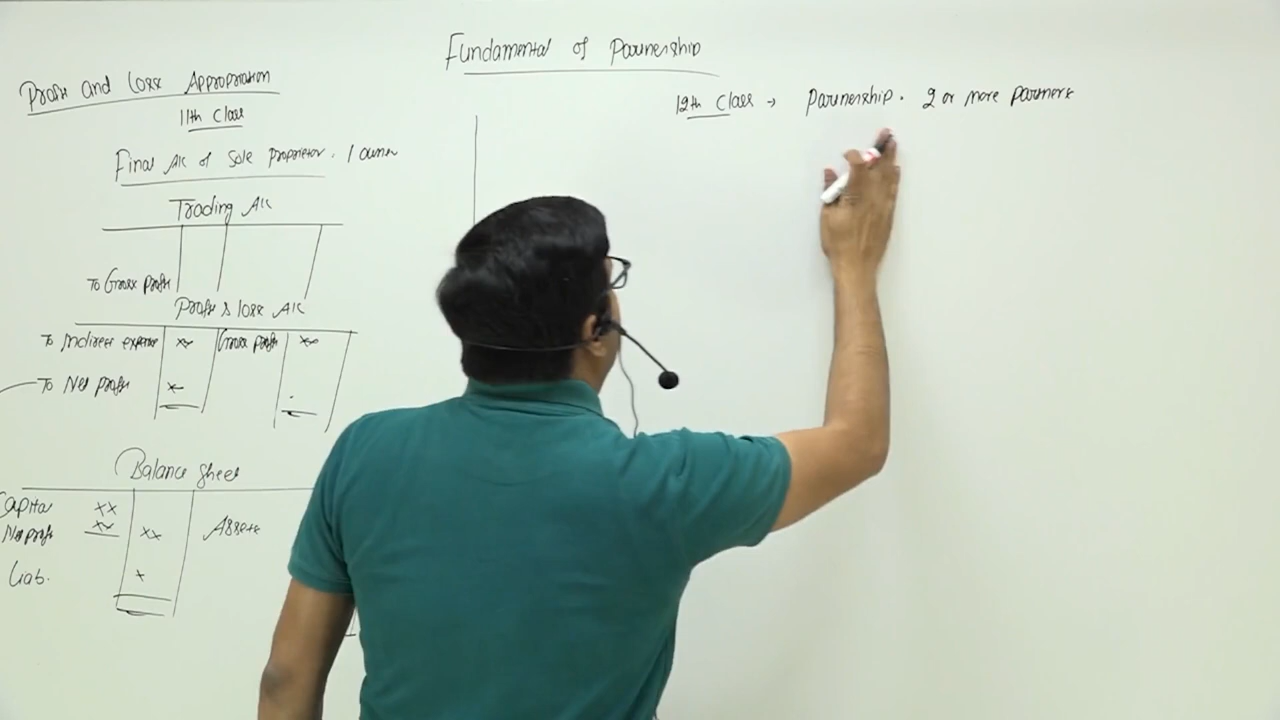 Fundamental of Partnership
Profit and Loss Appropriation
11th Class
12th Class → Partnership. 2 or more partners
Final A/c of Sole proprietor. 1 owner
Trading A/c
To Gross profit
Profit & loss A/c
To Indirect expense xx Gross profit xx
To Net profit x
Balance Sheet
Capital xx
Net profit xx xx Assets
Liab. x